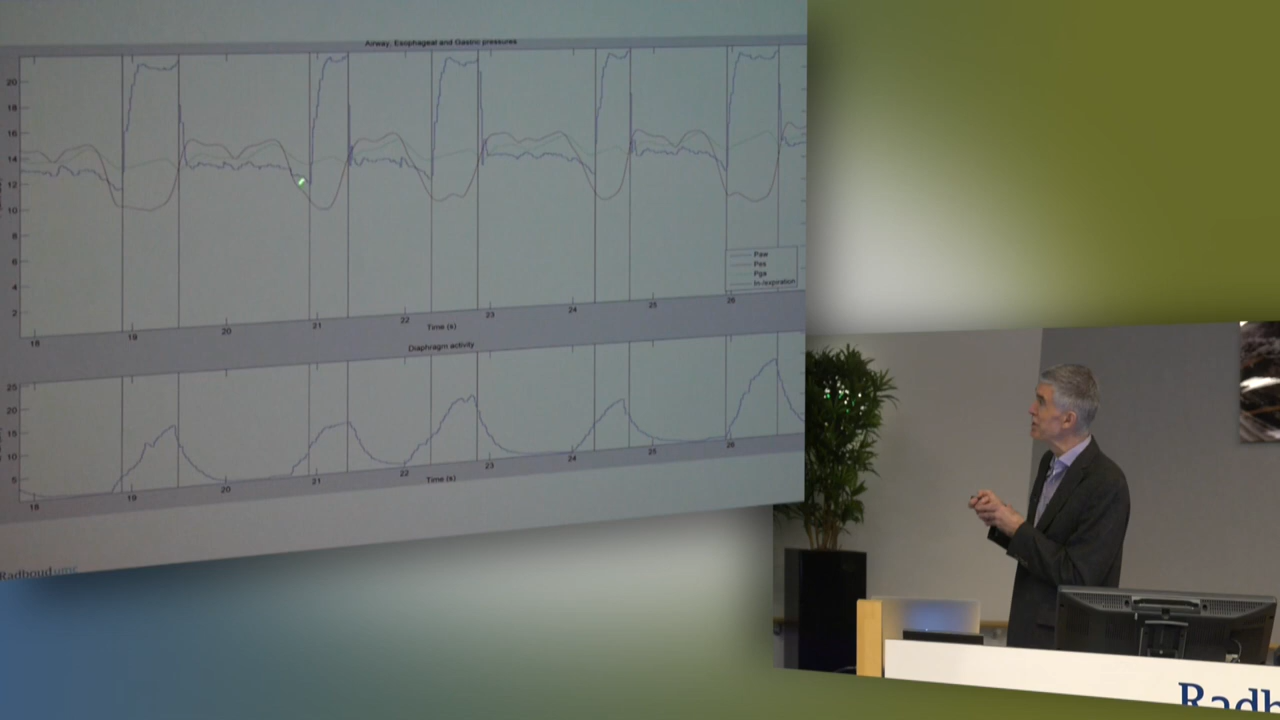 Airway, Esophageal and Gastric pressures
20
18
16
14
12
10
8
6
4
2
Paw
Pes
Pga
In-/expiration
18 19 20 21 22 23 24 25 26
Time (s)
Diaphragm activity
25
20
15
10
5
18 19 20 21 22 23 24 25 26
Time (s)
Radboudumc
Radb